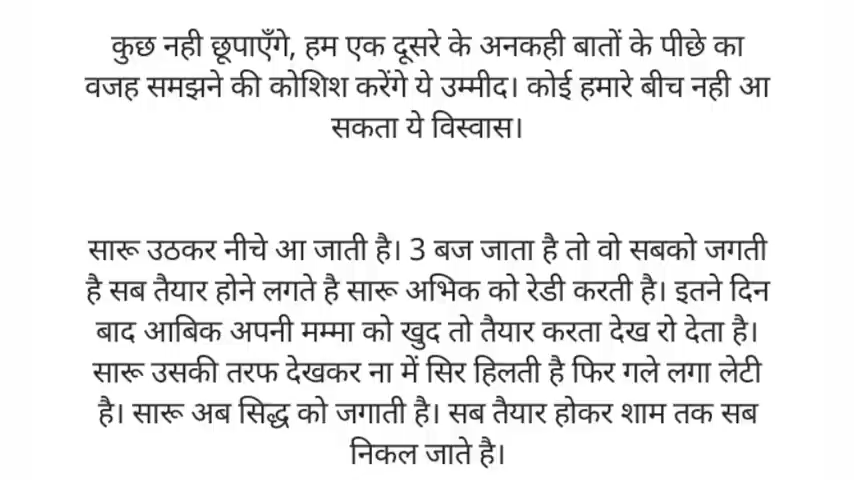 कुछ नही छूपाएँगे, हम एक दूसरे के अनकही बातों के पीछे का
वजह समझने की कोशिश करेंगे ये उम्मीद। कोई हमारे बीच नही आ
सकता ये विस्वास।
सारू उठकर नीचे आ जाती है। 3 बज जाता है तो वो सबको जगती
है सब तैयार होने लगते है सारू अभिक को रेडी करती है। इतने दिन
बाद आबिक अपनी मम्मा को खुद तो तैयार करता देख रो देता है।
सारू उसकी तरफ देखकर ना में सिर हिलती है फिर गले लगा लेटी
है। सारू अब सिद्ध को जगाती है। सब तैयार होकर शाम तक सब
निकल जाते है।